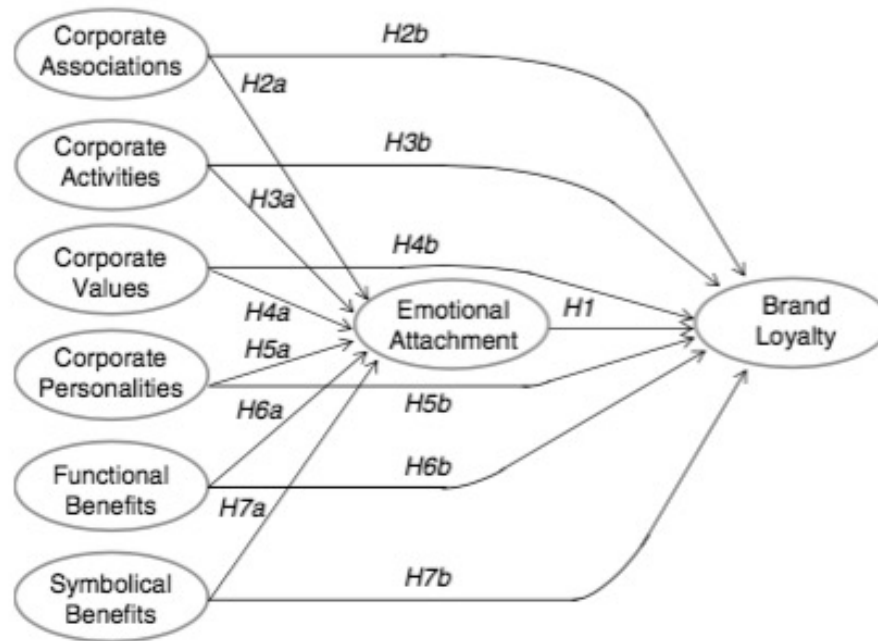 Corporate
Associations
H2b
H2a
Corporate
Activities
H3b
H3a
Corporate
Values
H4b
H4a
Emotional
Attachment
H1
Brand
Loyalty
Corporate
Personalities
H5a
H5b
H6a
Functional
Benefits
H6b
H7a
Symbolical
Benefits
H7b